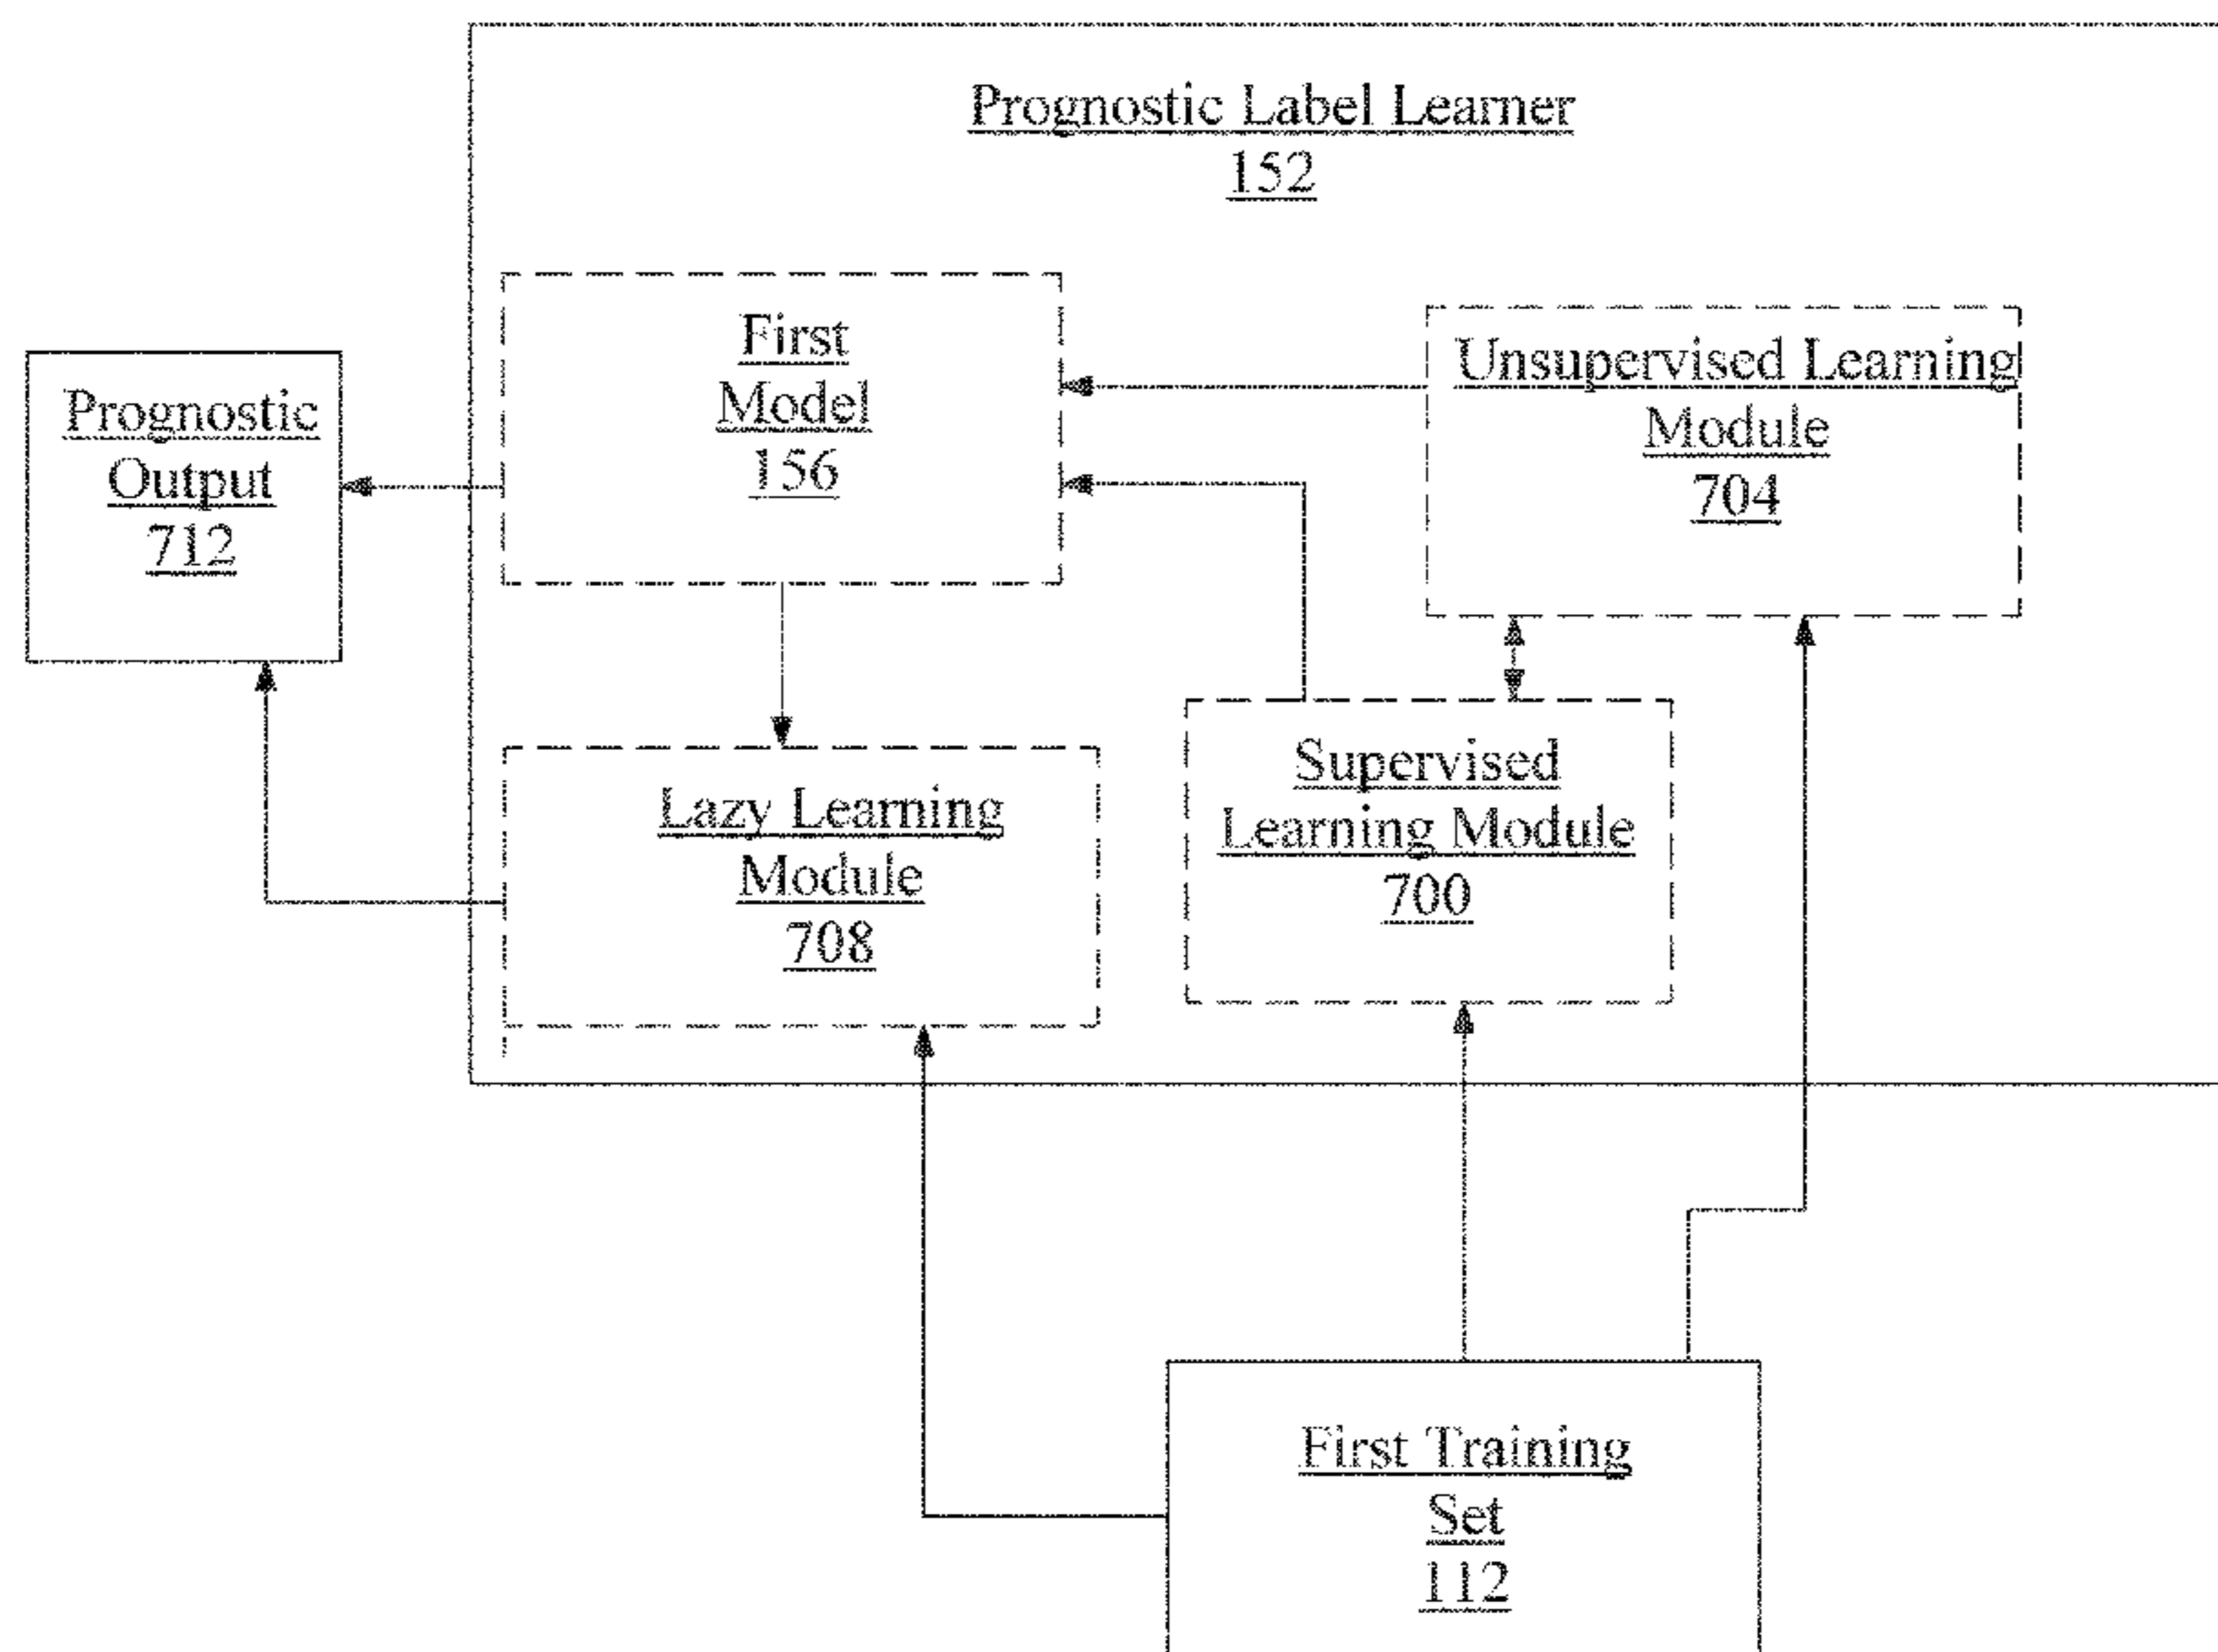 Prognostic Label Learner
152
First
Model
156
Unsupervised Learning
Module
704
Prognostic
Output
712
Lazy Learning
Module
708
Supervised
Learning Module
700
First Training
Set
112